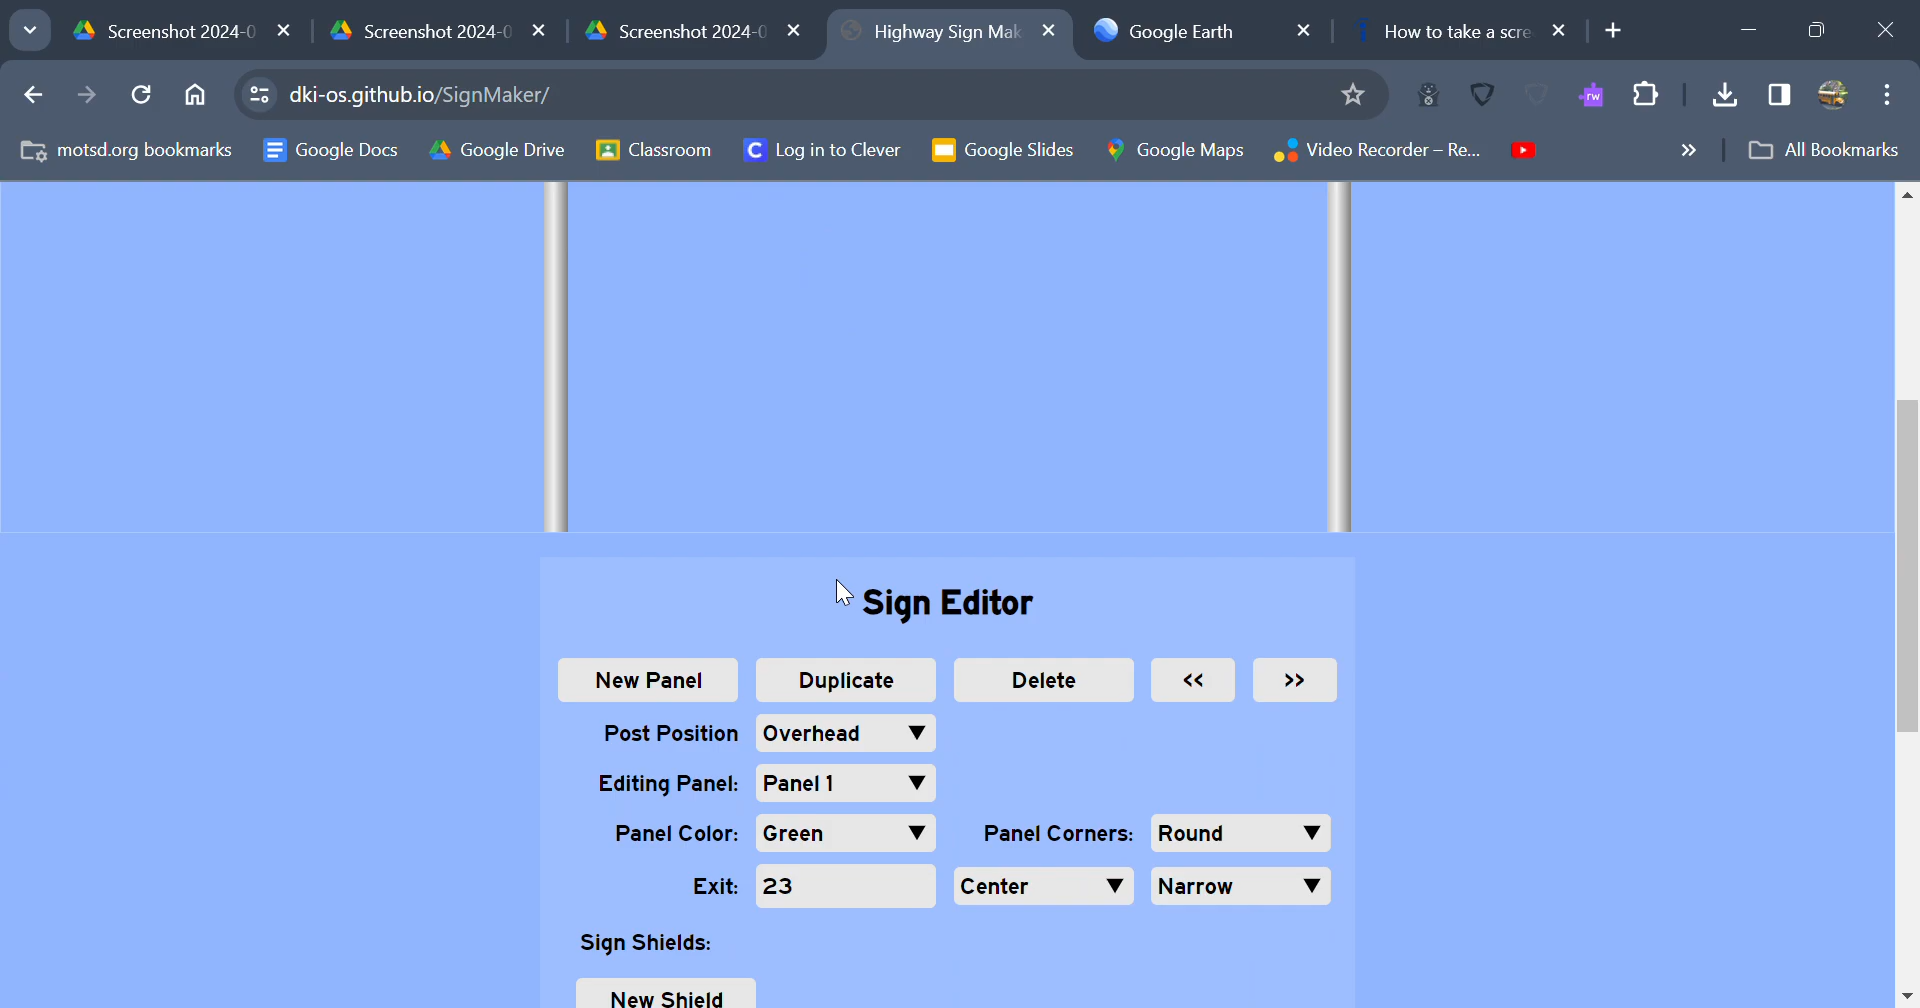 Screenshot 2024-0 Screenshot 2024-0 Screenshot 2024-0 Highway Sign Mak Google Earth How to take a scre
dki-os.github.io/SignMaker/ rw
motsd.org bookmarks Google Docs Google Drive Classroom C Log in to Clever Google Slides Google Maps Video Recorder – Re... » All Bookmarks
Sign Editor
New Panel Duplicate Delete << >>
Post Position Overhead
Editing Panel: Panel 1
Panel Color: Green Panel Corners: Round
Exit: 23 Center Narrow
Sign Shields:
New Shield